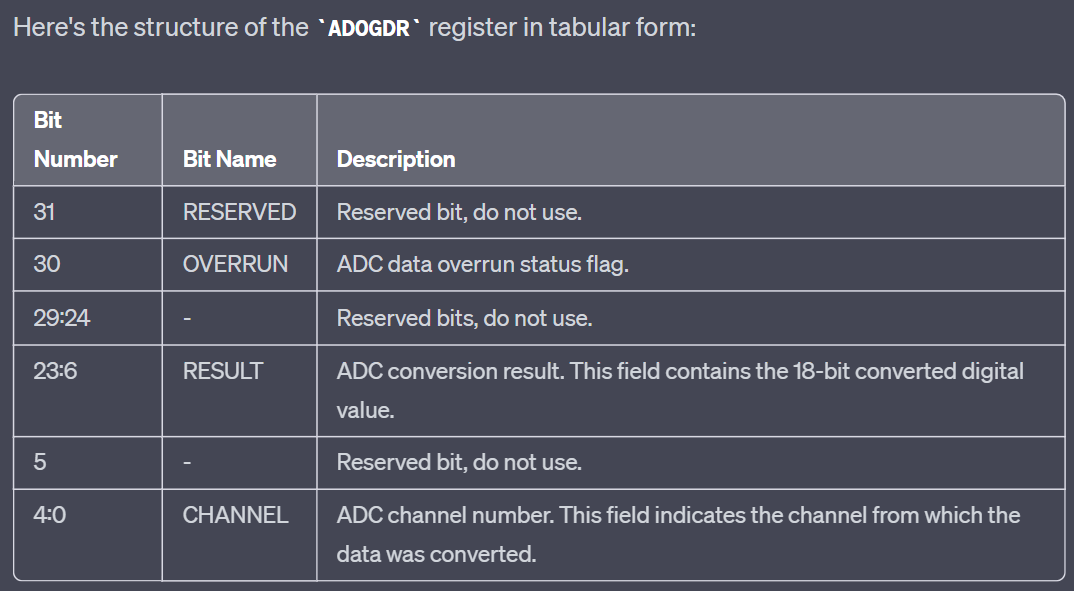 Here's the structure of the `ADOGDR` register in tabular form:
Bit
Number
Bit Name
Description
31
RESERVED
Reserved bit, do not use.
30
OVERRUN
ADC data overrun status flag.
29:24
-
Reserved bits, do not use.
23:6
RESULT
ADC conversion result. This field contains the 18-bit converted digital
value.
5
-
Reserved bit, do not use.
4:0
CHANNEL
ADC channel number. This field indicates the channel from which the
data was converted.